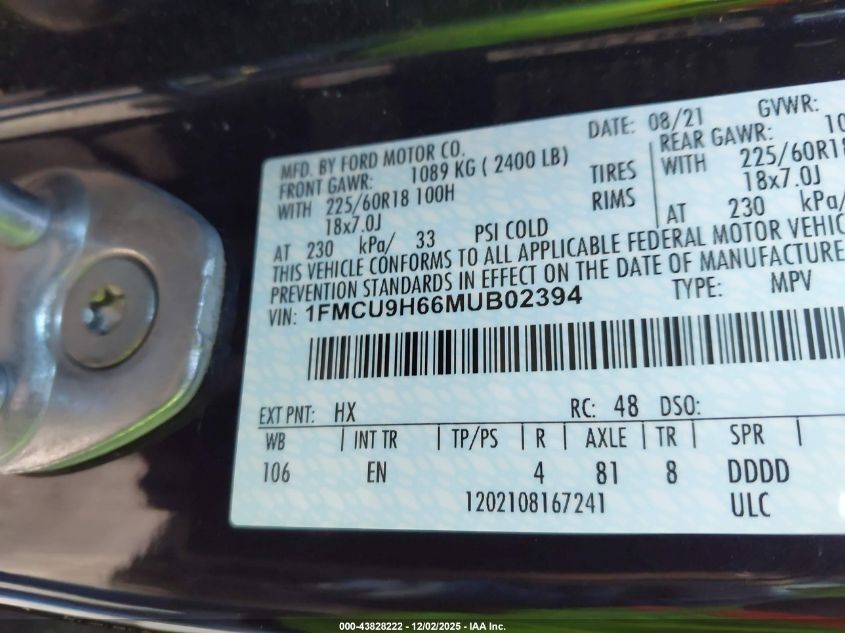 MFD. BY FORD MOTOR CO. DATE: 08/21 GVWR:
FRONT GAWR: 1089 KG ( 2400 LB) REAR GAWR:
WITH 225/60R18 100H TIRES WITH 225/60R18
18x7.0J RIMS 18x7.0J
AT 230 kPa/ 33 PSI COLD AT 230 kPa/
THIS VEHICLE CONFORMS TO ALL APPLICABLE FEDERAL MOTOR VEHIC
PREVENTION STANDARDS IN EFFECT ON THE DATE OF MANUFACTURE
VIN: 1FMCU9H66MUB02394 TYPE: MPV
EXT PNT: HX RC: 48 DSO:
WB | INT TR | TP/PS | R | AXLE | TR | SPR |
106 EN 4 81 8 DDDD
1202108167241 ULC
000-43828222 - 12/02/2025 - IAA Inc.